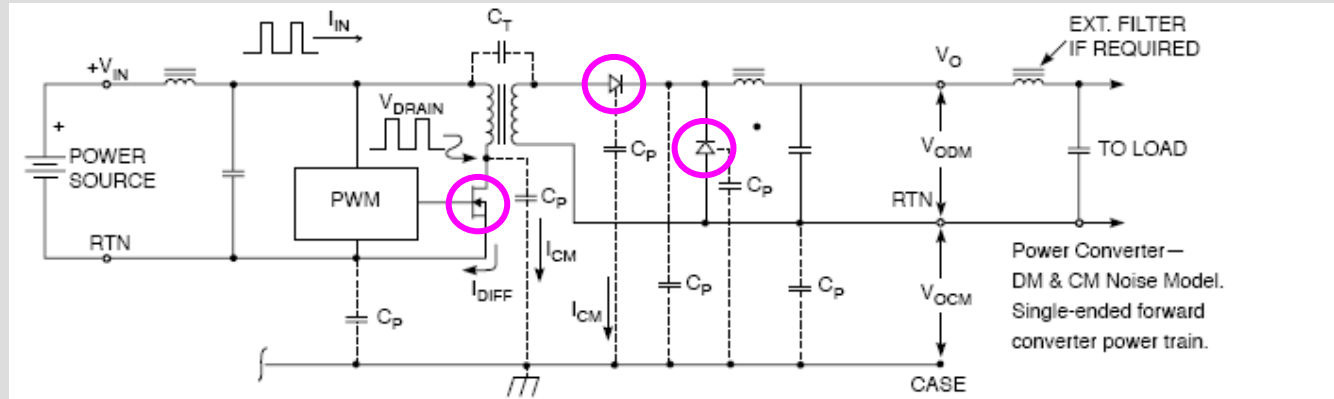 I_IN
C_T
EXT. FILTER
IF REQUIRED
+V_IN
V_O
V_DRAIN
+
POWER
SOURCE
C_P
C_P
V_ODM
TO LOAD
PWM
C_P
RTN
RTN
I_CM
I_DIFF
C_P
I_CM
C_P
C_P
V_OCM
Power Converter—
DM & CM Noise Model.
Single-ended forward
converter power train.
CASE